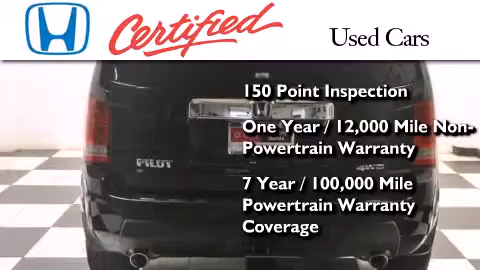 Certified
Used Cars
150 Point Inspection
One Year / 12,000 Mile Non-
Powertrain Warranty
PILOT
4WD
7 Year / 100,000 Mile
Powertrain Warranty
Coverage